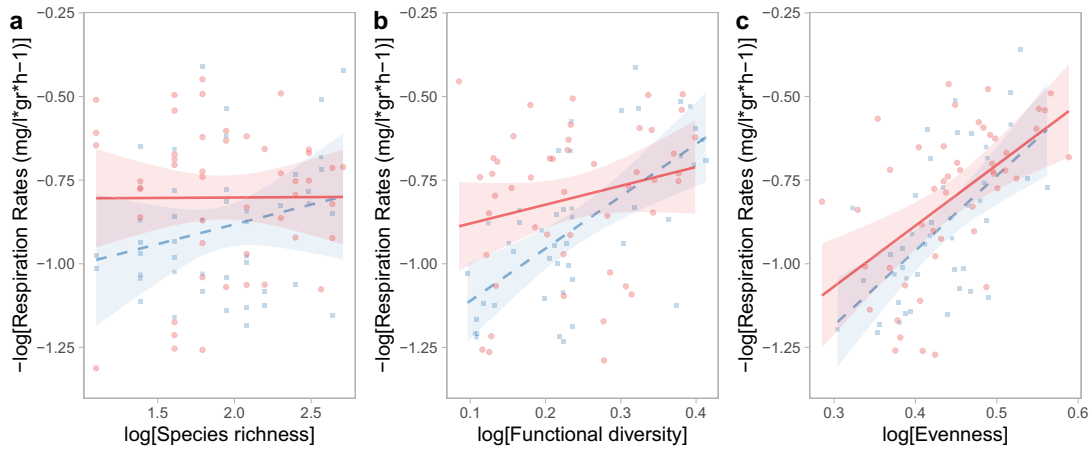 a
−log[Respiration Rates (mg/l*gr*h−1)]
−0.25
−0.50
−0.75
−1.00
−1.25
1.5
2.0
2.5
log[Species richness]
b
−log[Respiration Rates (mg/l*gr*h−1)]
−0.25
−0.50
−0.75
−1.00
−1.25
0.1
0.2
0.3
0.4
log[Functional diversity]
c
−log[Respiration Rates (mg/l*gr*h−1)]
−0.25
−0.50
−0.75
−1.00
−1.25
0.3
0.4
0.5
0.6
log[Evenness]